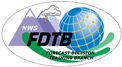 NWS
FDTB
FORECAST DECISION
TRAINING BRANCH